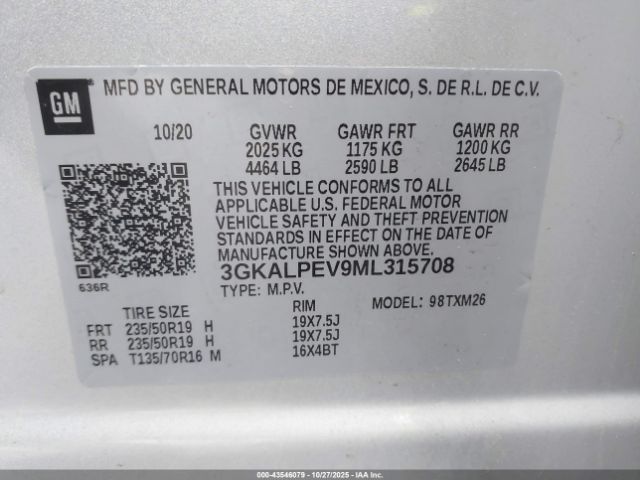 GM
MFD BY GENERAL MOTORS DE MEXICO, S. DE R.L. DE C.V.
10/20 GVWR GAWR FRT GAWR RR
2025 KG 1175 KG 1200 KG
4464 LB 2590 LB 2645 LB
THIS VEHICLE CONFORMS TO ALL
APPLICABLE U.S. FEDERAL MOTOR
VEHICLE SAFETY AND THEFT PREVENTION
STANDARDS IN EFFECT ON THE DATE OF
MANUFACTURE SHOWN ABOVE.
3GKALPEV9ML315708
636R
TYPE: M.P.V.
TIRE SIZE RIM MODEL: 98TXM26
FRT 235/50R19 H 19X7.5J
RR 235/50R19 H 19X7.5J
SPA T135/70R16 M 16X4BT
000-43546079 - 10/27/2025 - IAAI.COM